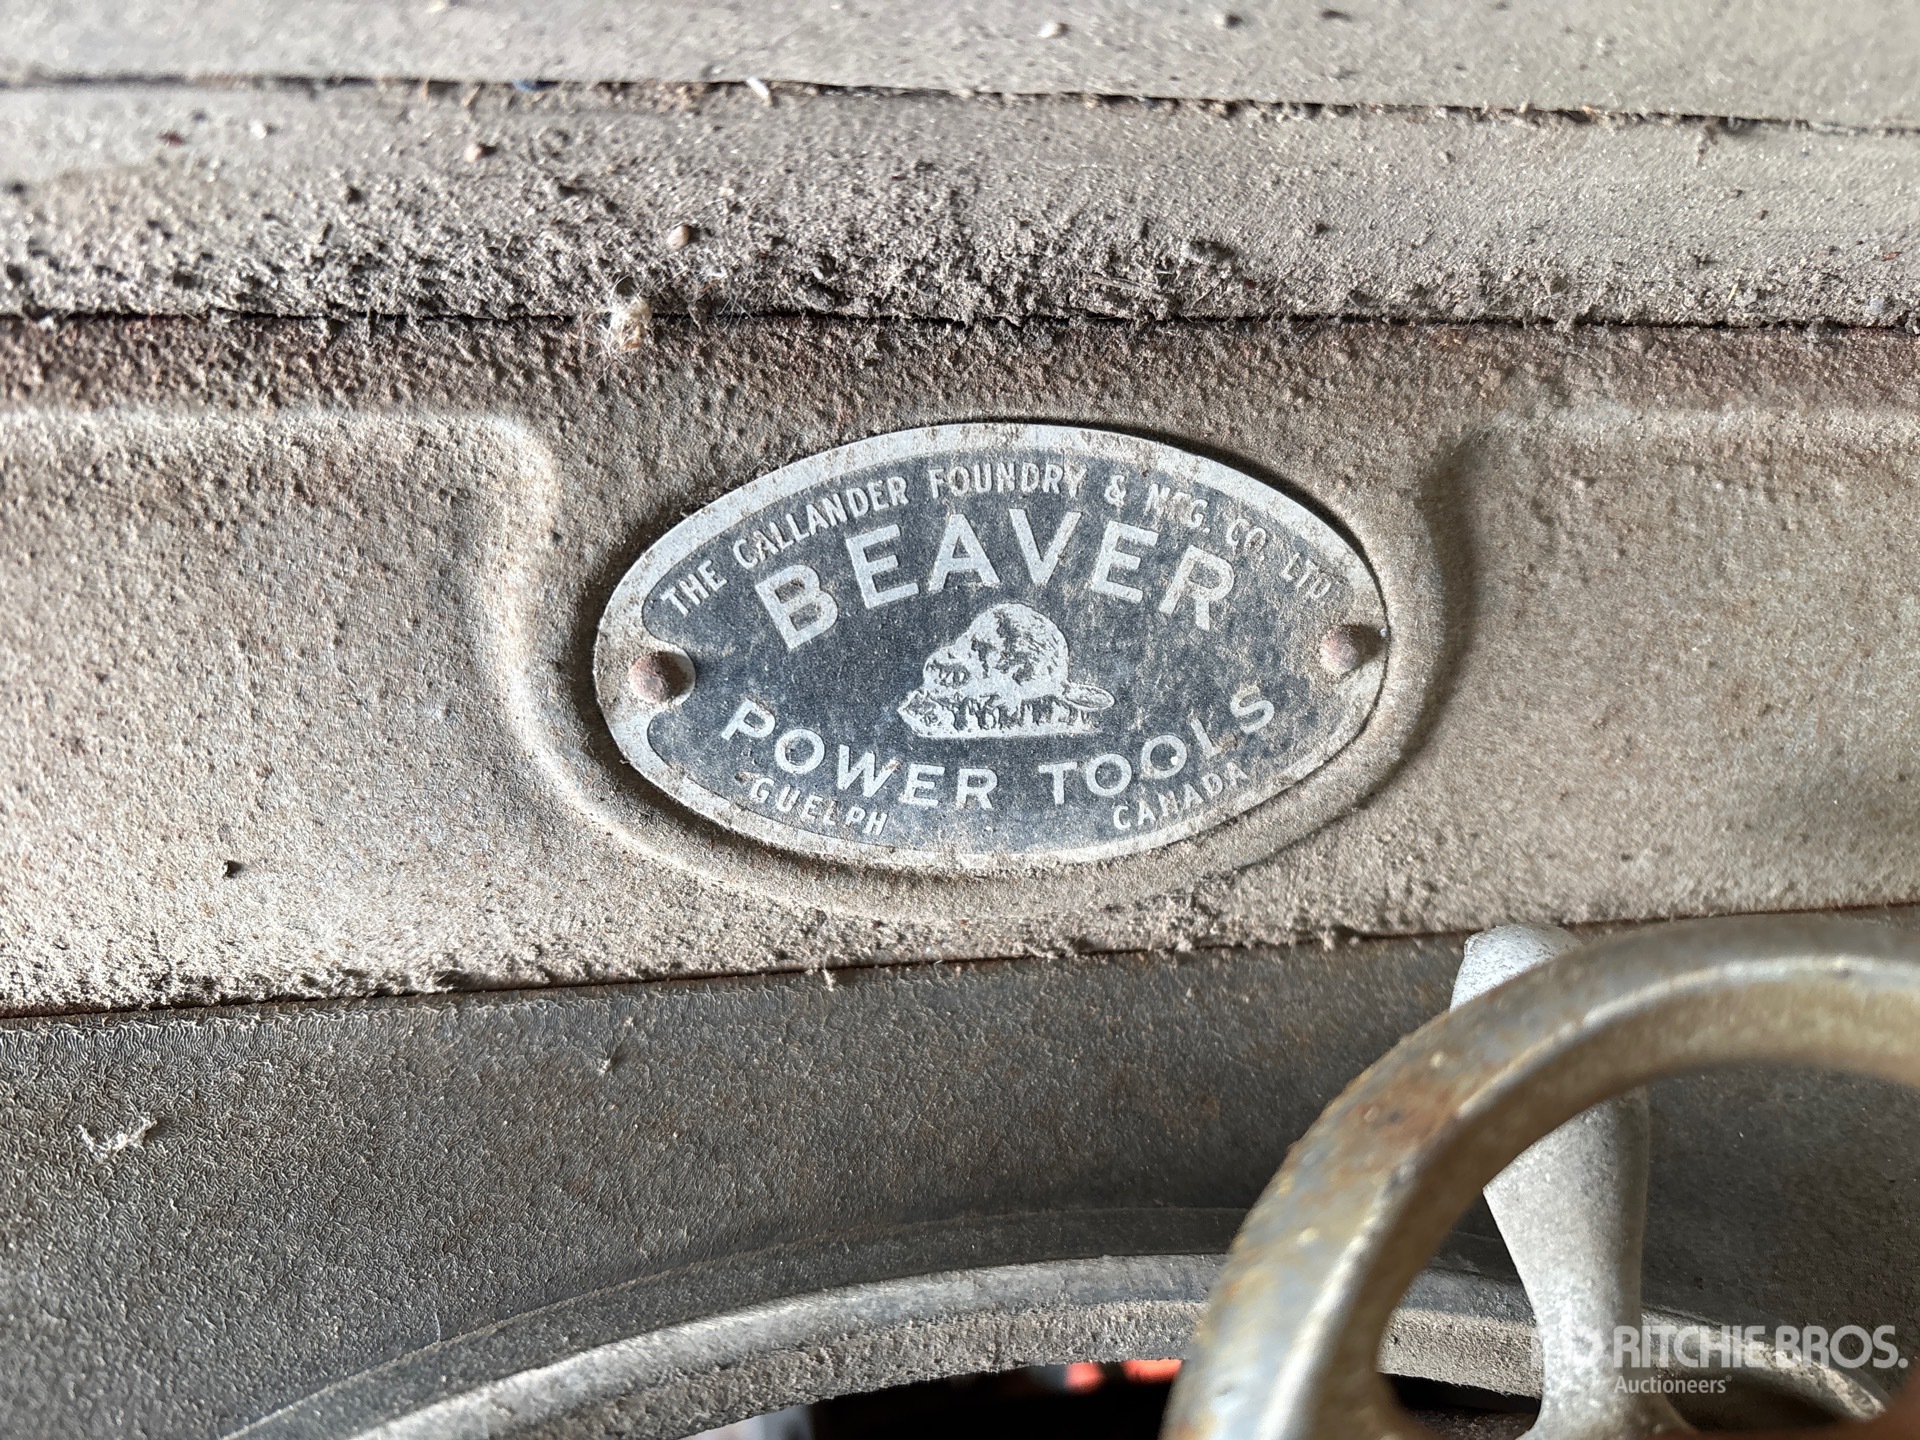 THE CALLANDER FOUNDRY & MFG. CO. LTD.
BEAVER
POWER TOOLS
GUELPH CANADA
RITCHIE BROS.
Auctioneers